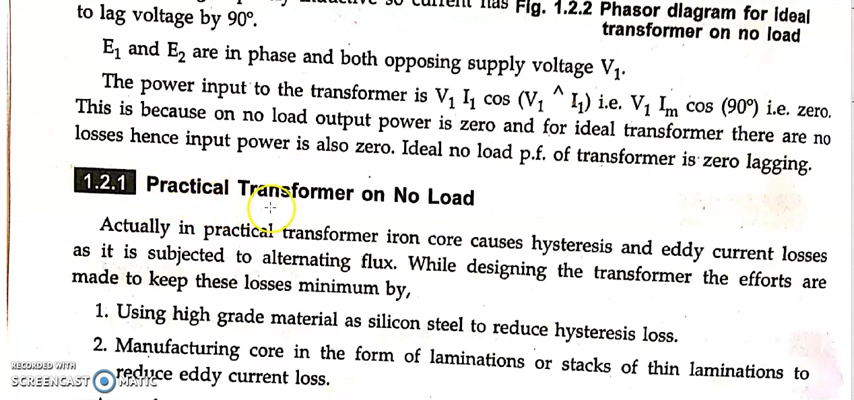 so current has Fig. 1.2.2 Phasor diagram for ideal
to lag voltage by 90°. transformer on no load
E₁ and E₂ are in phase and both opposing supply voltage V₁.
The power input to the transformer is V₁ I₁ cos (V₁ ^ I₁) i.e. V₁ Iₘ cos (90°) i.e. zero.
This is because on no load output power is zero and for ideal transformer there are no
losses hence input power is also zero. Ideal no load p.f. of transformer is zero lagging.
1.2.1 Practical Transformer on No Load
Actually in practical transformer iron core causes hysteresis and eddy current losses
as it is subjected to alternating flux. While designing the transformer the efforts are
made to keep these losses minimum by,
1. Using high grade material as silicon steel to reduce hysteresis loss.
2. Manufacturing core in the form of laminations or stacks of thin laminations to
reduce eddy current loss.
RECORDED WITH
SCREENCAST MATIC